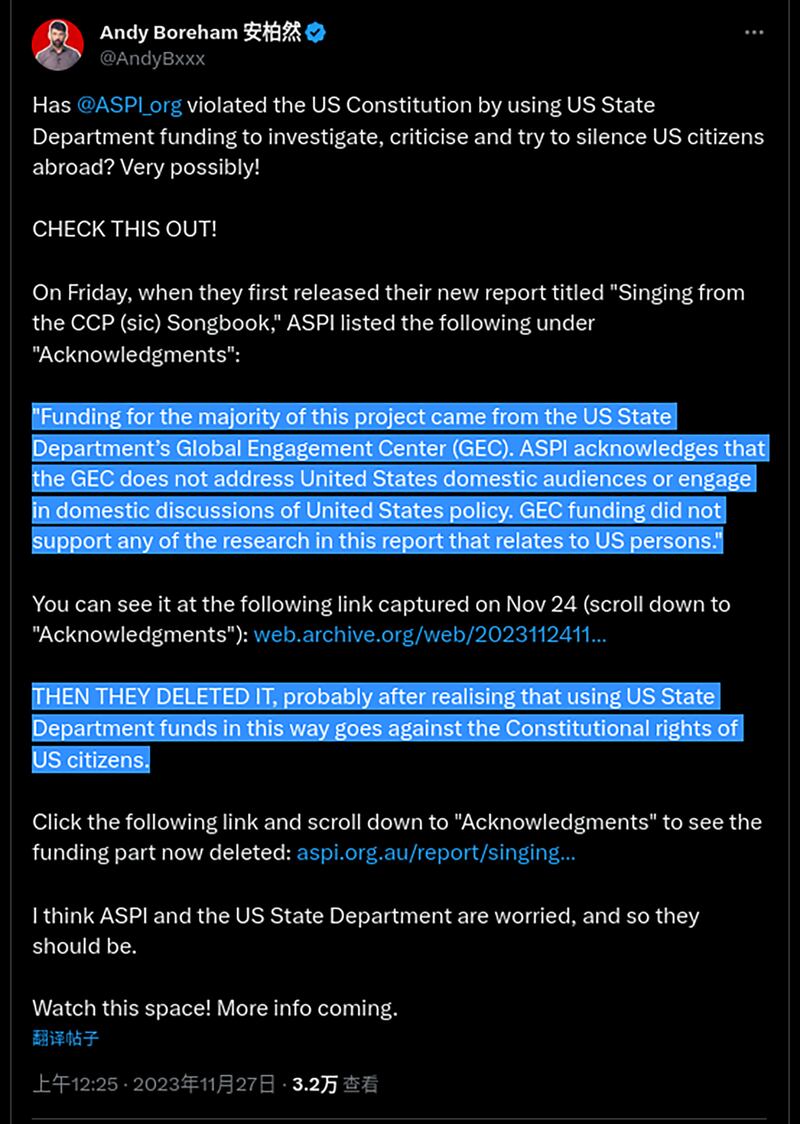 Andy Boreham 安柏然
@AndyBxxx
Has @ASPI_org violated the US Constitution by using US State
Department funding to investigate, criticise and try to silence US citizens
abroad? Very possibly!
CHECK THIS OUT!
On Friday, when they first released their new report titled "Singing from
the CCP (sic) Songbook," ASPI listed the following under
"Acknowledgments":
"Funding for the majority of this project came from the US State
Department’s Global Engagement Center (GEC). ASPI acknowledges that
the GEC does not address United States domestic audiences or engage
in domestic discussions of United States policy. GEC funding did not
support any of the research in this report that relates to US persons."
You can see it at the following link captured on Nov 24 (scroll down to
"Acknowledgments"): web.archive.org/web/2023112411…
THEN THEY DELETED IT, probably after realising that using US State
Department funds in this way goes against the Constitutional rights of
US citizens.
Click the following link and scroll down to "Acknowledgments" to see the
funding part now deleted: aspi.org.au/report/singing…
I think ASPI and the US State Department are worried, and so they
should be.
Watch this space! More info coming.
翻译帖子
上午12:25 · 2023年11月27日 · 3.2万 查看